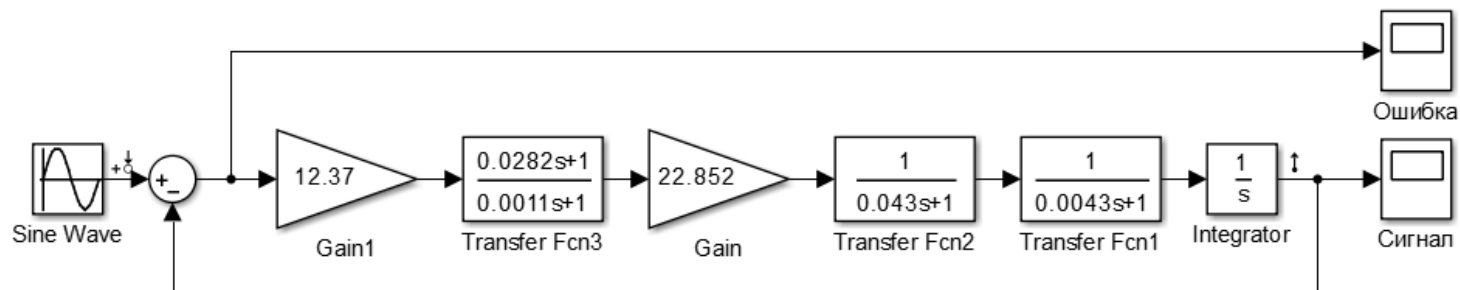 Ошибка
12.37
0.0282s+1
0.0011s+1
22.852
1
0.043s+1
1
0.0043s+1
1
s
Sine Wave
Gain1
Transfer Fcn3
Gain
Transfer Fcn2
Transfer Fcn1
Integrator
Сигнал